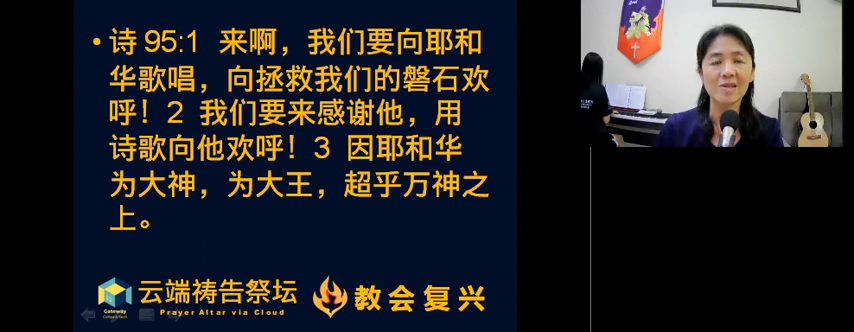 • 诗 95:1 来啊，我们要向耶和
华歌唱，向拯救我们的磐石欢
呼！2 我们要来感谢他，用
诗歌向他欢呼！3 因耶和华
为大神，为大王，超乎万神之
上。
云端祷告祭坛
Prayer Altar via Cloud
Gateway
教会复兴